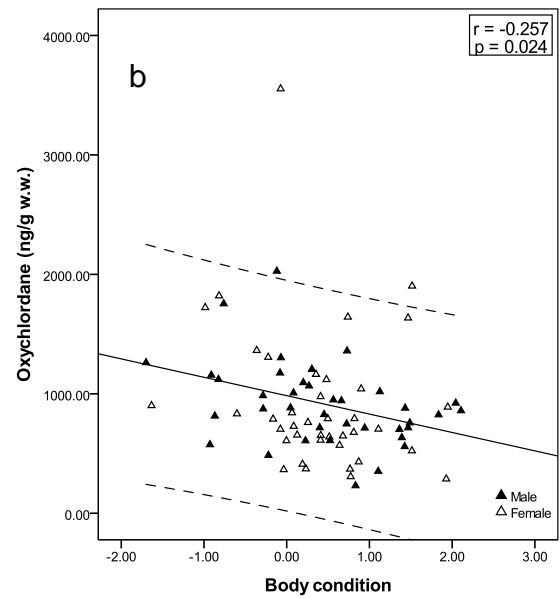 r = -0.257
p = 0.024
b
4000.00
3000.00
2000.00
1000.00
0.00
Oxychlordane (ng/g w.w.)
Male
Female
-2.00 -1.00 0.00 1.00 2.00 3.00
Body condition